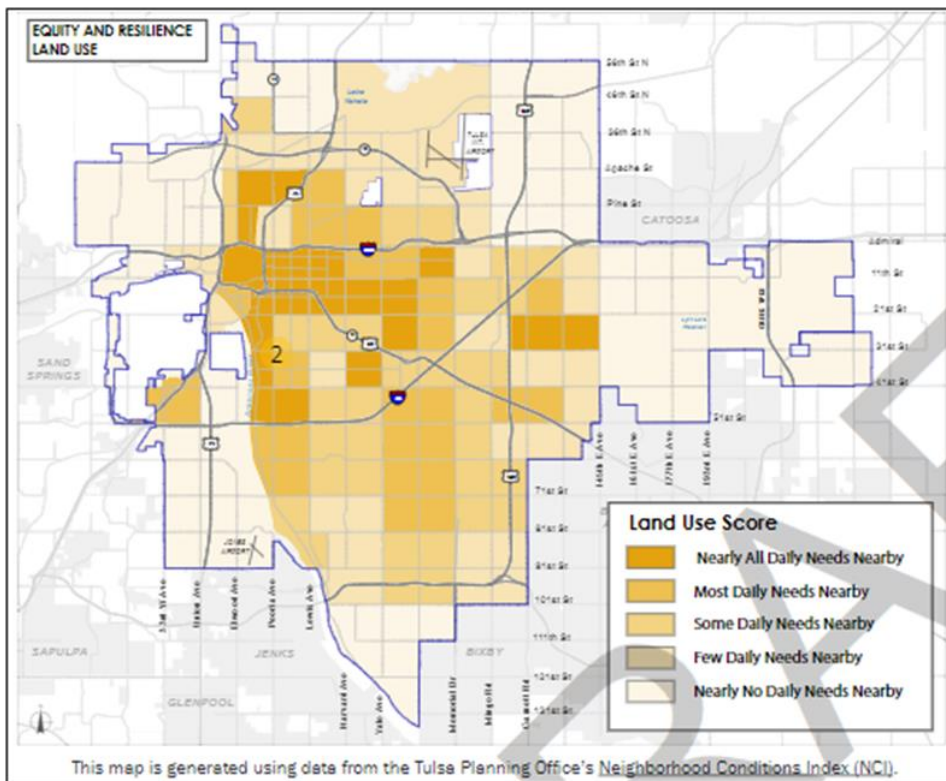 EQUITY AND RESILIENCE
LAND USE
56th St N
46th St N
36th St N
Apache St
Pine St
CATOOSA
Admiral
11th St
21st St
31st St
41st St
51st St
SAND
SPRINGS
2
145th E Ave
161st E Ave
177th E Ave
193rd E Ave
71st St
81st St
91st St
101st St
111th St
121st St
131st St
JONES
AIRPORT
33rd W Ave
Union Ave
Elwood Ave
Peoria Ave
Lewis Ave
Harvard Ave
Yale Ave
Memorial Dr
Mingo Rd
Garnett Rd
SAPULPA
JENKS
BIXBY
GLENPOOL
Land Use Score
Nearly All Daily Needs Nearby
Most Daily Needs Nearby
Some Daily Needs Nearby
Few Daily Needs Nearby
Nearly No Daily Needs Nearby
This map is generated using data from the Tulsa Planning Office's Neighborhood Conditions Index (NCI).